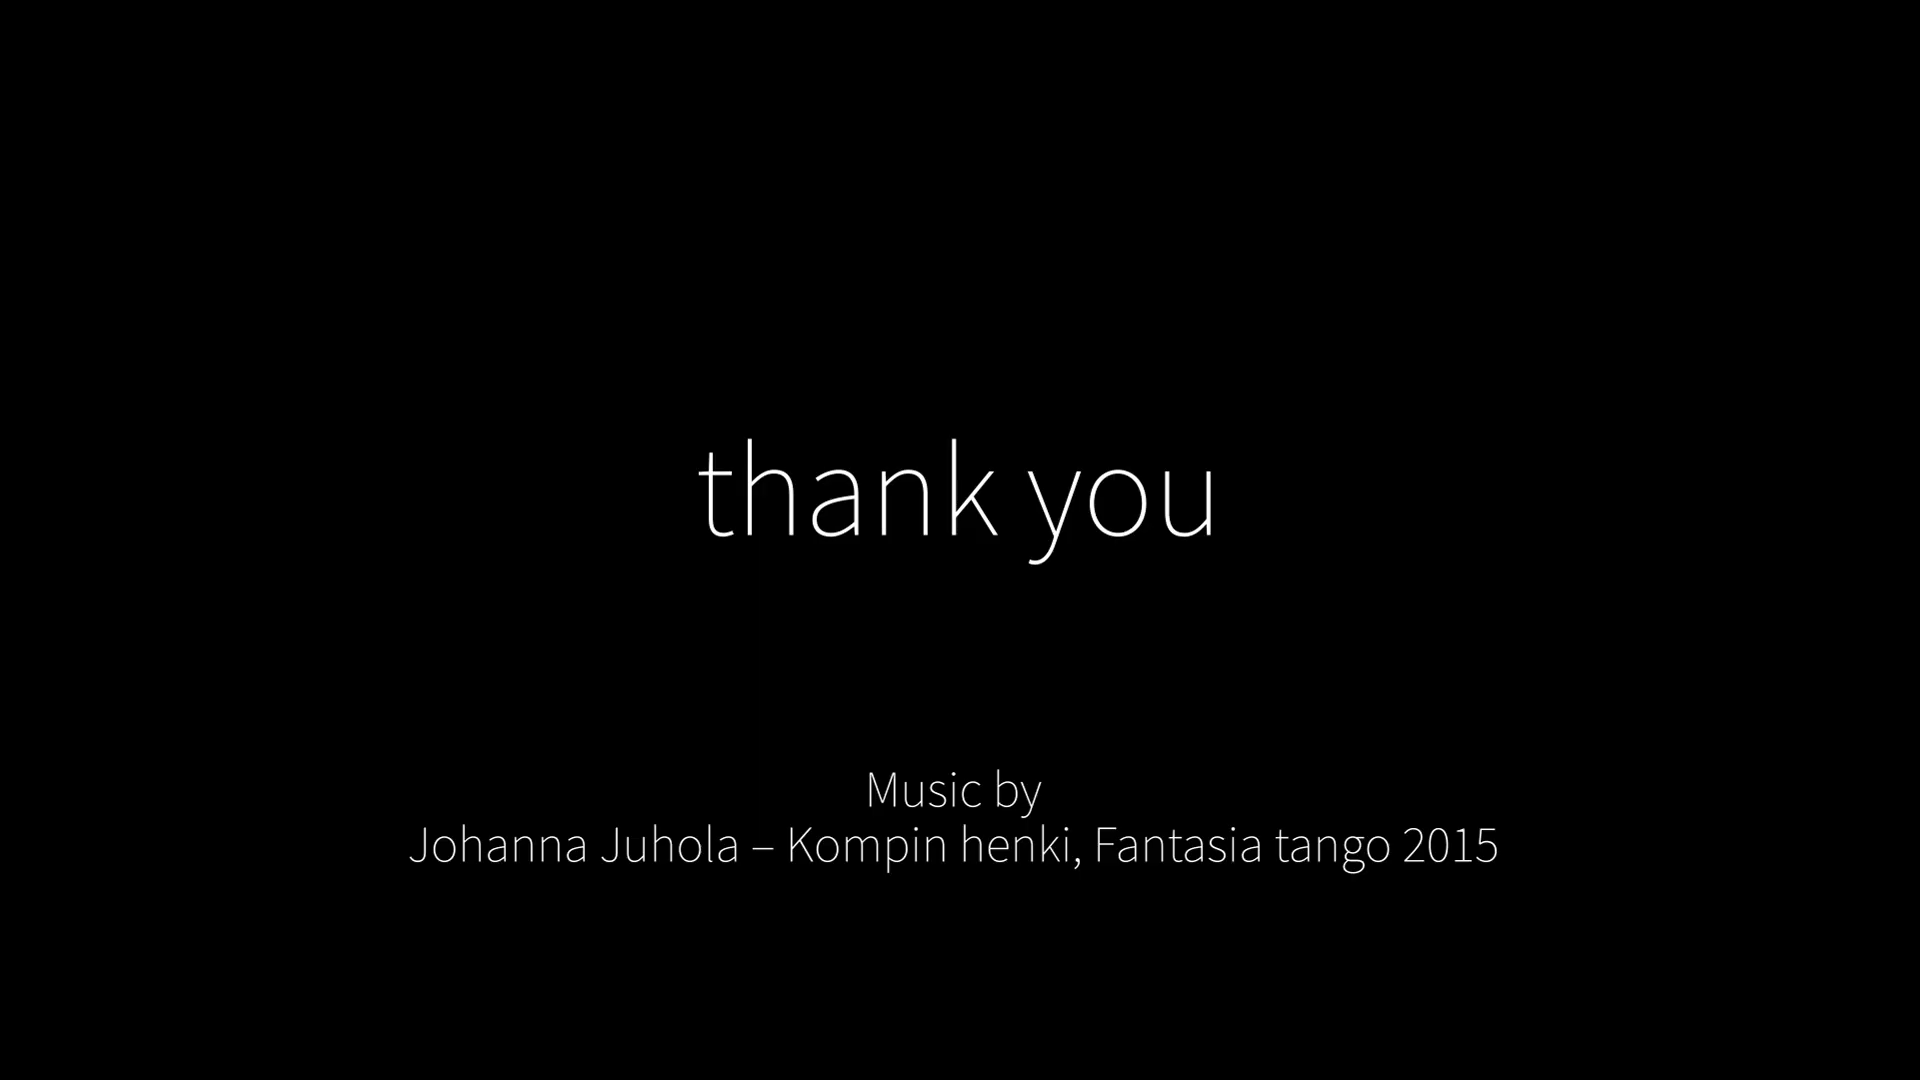 thank you
Music by
Johanna Juhola – Kompin henki, Fantasia tango 2015